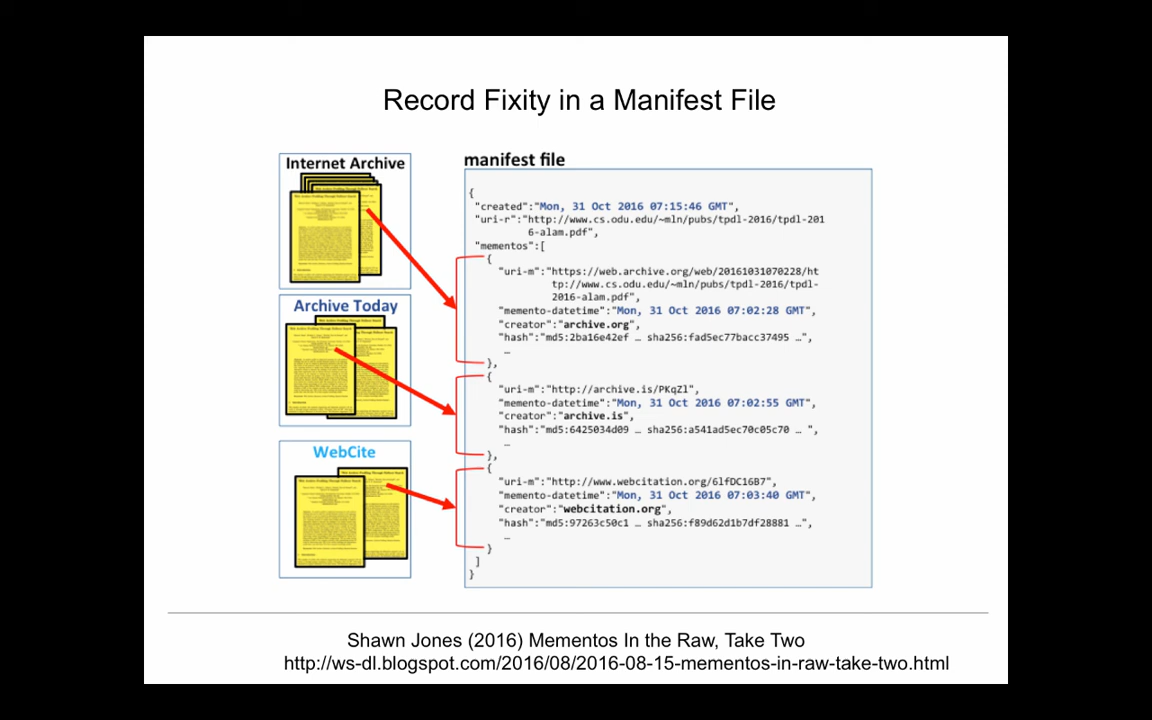 Record Fixity in a Manifest File
Internet Archive
Archive Today
WebCite
manifest file
{
"created":"Mon, 31 Oct 2016 07:15:46 GMT",
"uri-r":"http://www.cs.odu.edu/~mln/pubs/tpdl-2016/tpdl-201
6-alam.pdf",
"mementos":[
{
"uri-m":"https://web.archive.org/web/20161031070228/ht
tp://www.cs.odu.edu/~mln/pubs/tpdl-2016/tpdl-
2016-alam.pdf",
"memento-datetime":"Mon, 31 Oct 2016 07:02:28 GMT",
"creator":"archive.org",
"hash":"md5:2ba16e42ef … sha256:fad5ec77bacc37495 …",
…
},
{
"uri-m":"http://archive.is/PKqZl",
"memento-datetime":"Mon, 31 Oct 2016 07:02:55 GMT",
"creator":"archive.is",
"hash":"md5:6425034d09 … sha256:a541ad5ec70c05c70 … ",
…
},
{
"uri-m":"http://www.webcitation.org/6lfDC16B7",
"memento-datetime":"Mon, 31 Oct 2016 07:03:40 GMT",
"creator":"webcitation.org",
"hash":"md5:97263c50c1 … sha256:f89d62d1b7df28881 …",
…
}
]
}
Shawn Jones (2016) Mementos In the Raw, Take Two
http://ws-dl.blogspot.com/2016/08/2016-08-15-mementos-in-raw-take-two.html